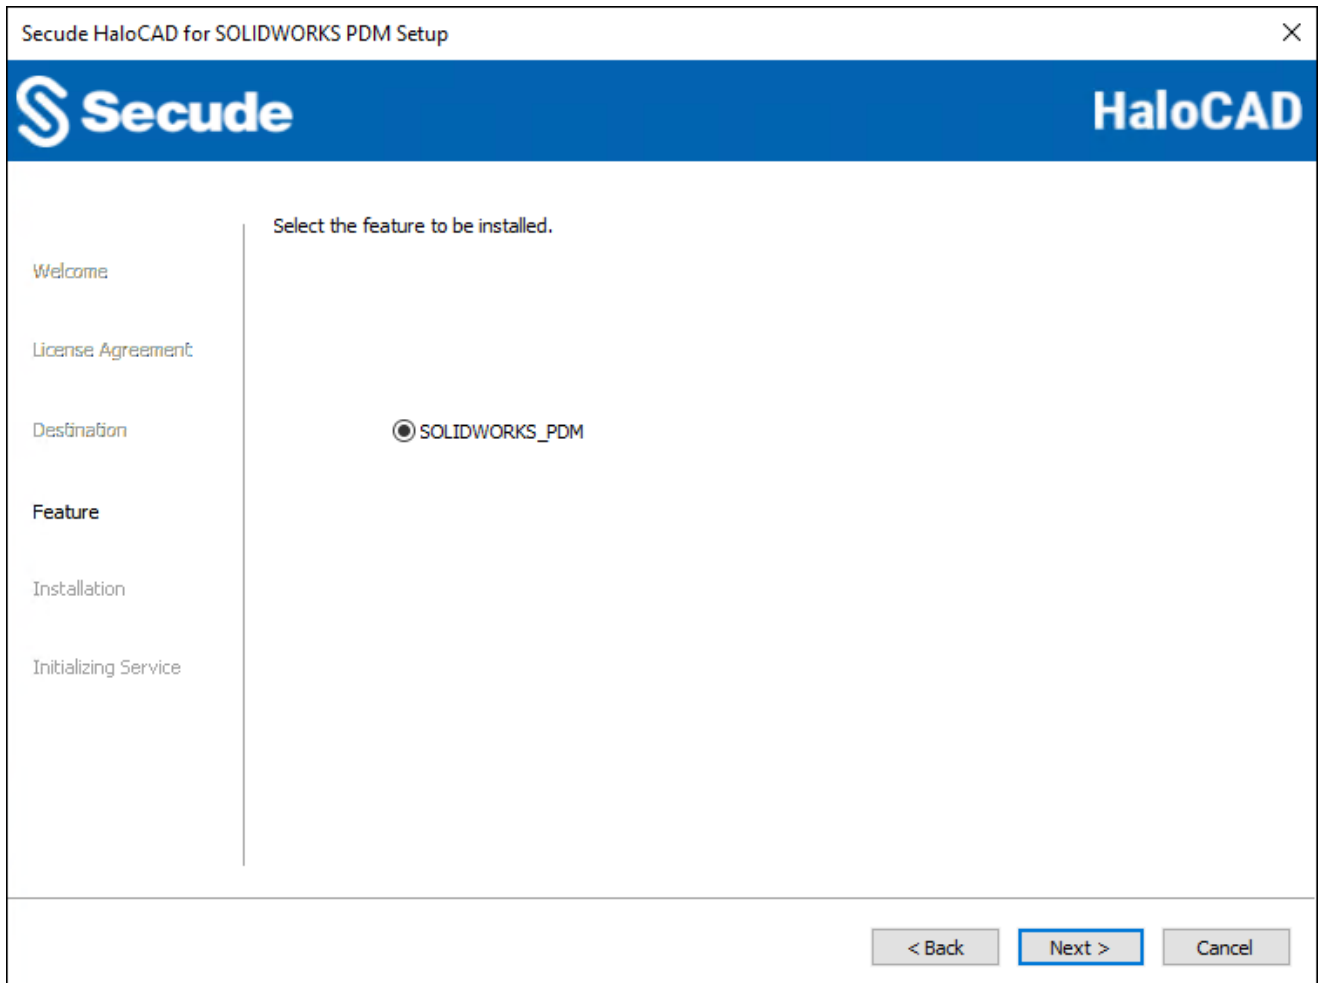 Secude HaloCAD for SOLIDWORKS PDM Setup
Secude
HaloCAD
Select the feature to be installed.
Welcome
License Agreement
Destination
SOLIDWORKS_PDM
Feature
Installation
Initializing Service
< Back
Next >
Cancel